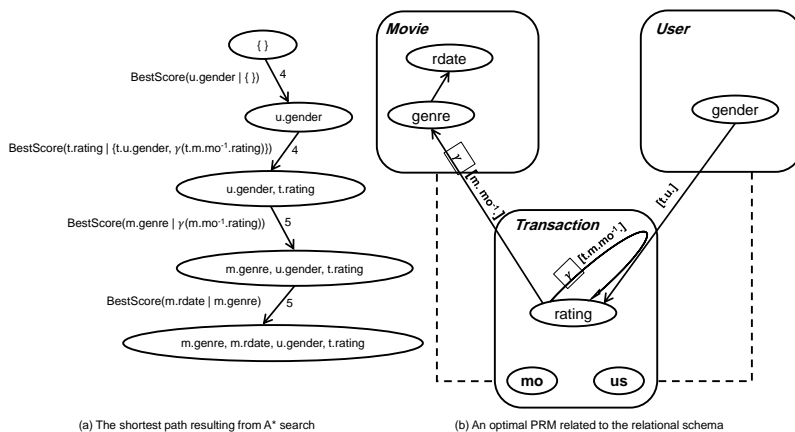 { }
BestScore(u.gender | { })
4
u.gender
BestScore(t.rating | {t.u.gender, γ(t.m.mo⁻¹.rating)})
4
u.gender, t.rating
BestScore(m.genre | γ(m.mo⁻¹.rating))
5
m.genre, u.gender, t.rating
BestScore(m.rdate | m.genre)
5
m.genre, m.rdate, u.gender, t.rating
(a) The shortest path resulting from A* search
Movie
rdate
genre
User
gender
γ [m. mo⁻¹.]
[t.u.]
Transaction
γ [t.m.mo⁻¹.]
rating
mo
us
(b) An optimal PRM related to the relational schema